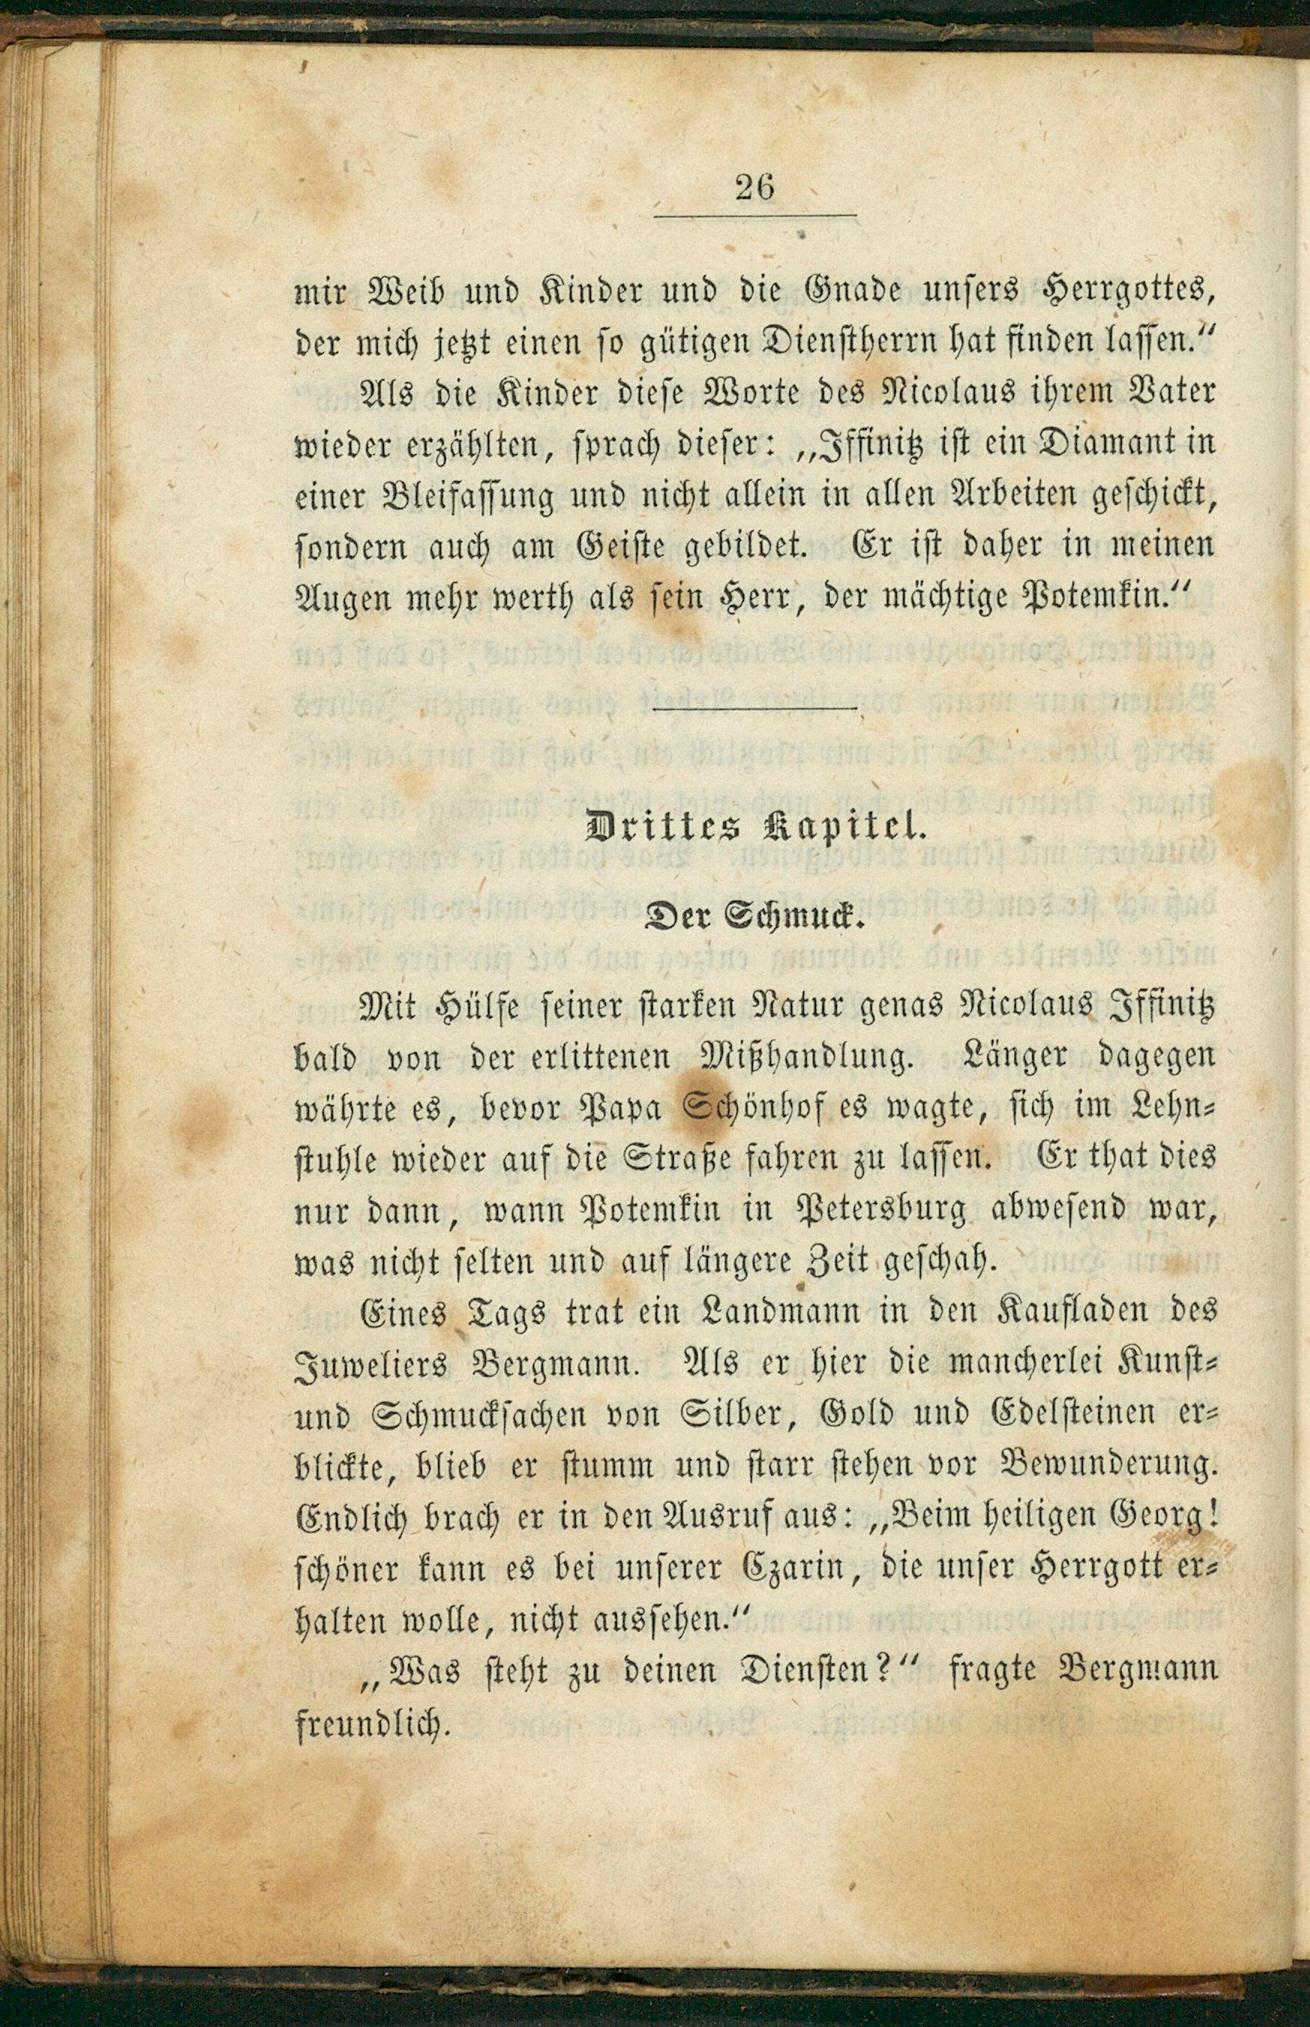 26
mir Weib und Kinder und die Gnade unsers Herrgottes,
der mich jetzt einen so gütigen Dienstherrn hat finden lassen.“
Als die Kinder diese Worte des Nicolaus ihrem Vater
wieder erzählten, sprach dieser: „Iffinitz ist ein Diamant in
einer Bleifassung und nicht allein in allen Arbeiten geschickt,
sondern auch am Geiste gebildet. Er ist daher in meinen
Augen mehr werth als sein Herr, der mächtige Potemkin.“
Drittes Kapitel.
Der Schmuck.
Mit Hülfe seiner starken Natur genas Nicolaus Iffinitz
bald von der erlittenen Mißhandlung. Länger dagegen
währte es, bevor Papa Schönhof es wagte, sich im Lehn-
stuhle wieder auf die Straße fahren zu lassen. Er that dies
nur dann, wann Potemkin in Petersburg abwesend war,
was nicht selten und auf längere Zeit geschah.
Eines Tags trat ein Landmann in den Kaufladen des
Juweliers Bergmann. Als er hier die mancherlei Kunst-
und Schmucksachen von Silber, Gold und Edelsteinen er-
blickte, blieb er stumm und starr stehen vor Bewunderung.
Endlich brach er in den Ausruf aus: „Beim heiligen Georg!
schöner kann es bei unserer Czarin, die unser Herrgott er-
halten wolle, nicht aussehen.“
„Was steht zu deinen Diensten?“ fragte Bergmann
freundlich.